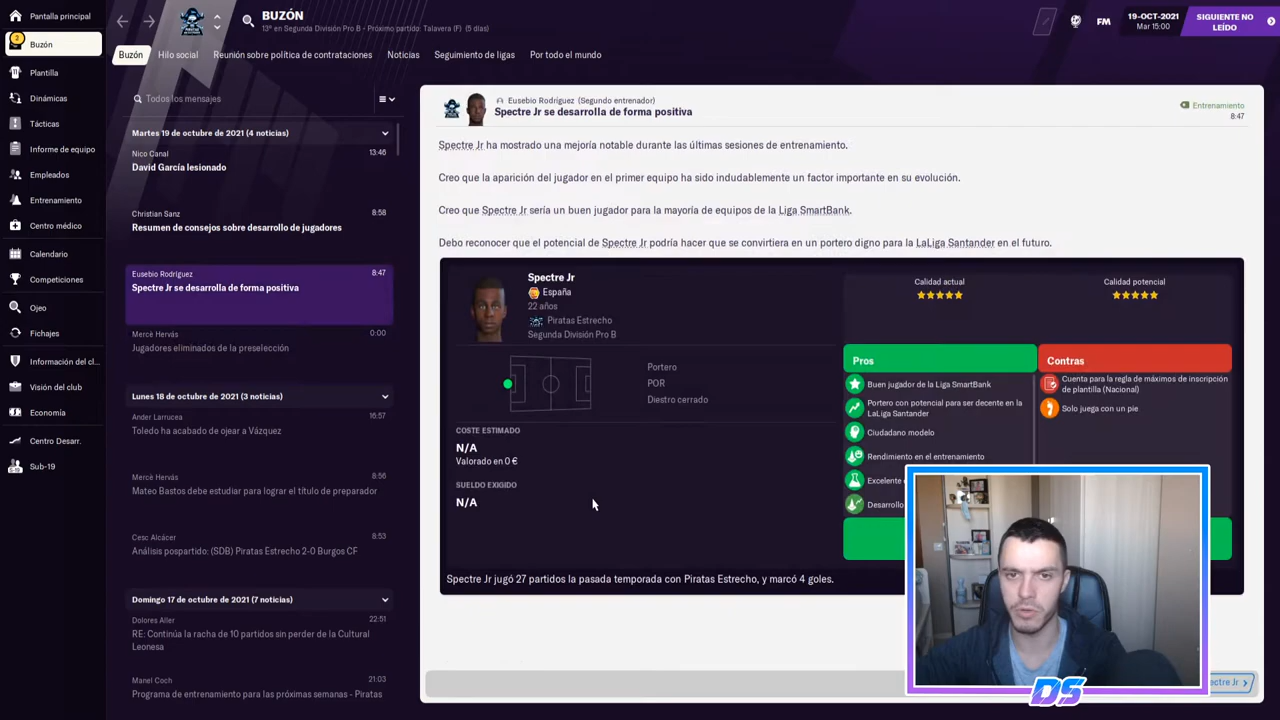 Pantalla principal
2
Buzón
Plantilla
Dinámicas
Tácticas
Informe de equipo
Empleados
Entrenamiento
Centro médico
Calendario
Competiciones
Ojeo
Fichajes
Información del cl...
Visión del club
Economía
Centro Desarr.
Sub-19
BUZÓN
13º en Segunda División Pro B - Próximo partido: Talavera (F) (5 días)
FM
19-OCT-2021
Mar 15:00
SIGUIENTE NO
LEÍDO
Buzón
Hilo social
Reunión sobre política de contrataciones
Noticias
Seguimiento de ligas
Por todo el mundo
Todos los mensajes
Martes 19 de octubre de 2021 (4 noticias)
Nico Canal 13:46
David García lesionado
Christian Sanz 8:58
Resumen de consejos sobre desarrollo de jugadores
Eusebio Rodríguez 8:47
Spectre Jr se desarrolla de forma positiva
Mercè Hervás 0:00
Jugadores eliminados de la preselección
Lunes 18 de octubre de 2021 (3 noticias)
Ander Larrucea 16:57
Toledo ha acabado de ojear a Vázquez
Mercè Hervás 8:56
Mateo Bastos debe estudiar para lograr el título de preparador
Cesc Alcácer 8:53
Análisis pospartido: (SDB) Piratas Estrecho 2-0 Burgos CF
Domingo 17 de octubre de 2021 (7 noticias)
Dolores Aller 22:51
RE: Continúa la racha de 10 partidos sin perder de la Cultural
Leonesa
Manel Coch 21:03
Programa de entrenamiento para las próximas semanas - Piratas
Eusebio Rodríguez (Segundo entrenador)
Spectre Jr se desarrolla de forma positiva
Entrenamiento
8:47
Spectre Jr ha mostrado una mejoría notable durante las últimas sesiones de entrenamiento.
Creo que la aparición del jugador en el primer equipo ha sido indudablemente un factor importante en su evolución.
Creo que Spectre Jr sería un buen jugador para la mayoría de equipos de la Liga SmartBank.
Debo reconocer que el potencial de Spectre Jr podría hacer que se convirtiera en un portero digno para la LaLiga Santander en el futuro.
Spectre Jr
España
22 años
Piratas Estrecho
Segunda División Pro B
Calidad actual
Calidad potencial
Portero
POR
Diestro cerrado
COSTE ESTIMADO
N/A
Valorado en 0 €
SUELDO EXIGIDO
N/A
Pros
Buen jugador de la Liga SmartBank
Portero con potencial para ser decente en la
LaLiga Santander
Ciudadano modelo
Rendimiento en el entrenamiento
Excelente
Desarrollo
Contras
Cuenta para la regla de máximos de inscripción
de plantilla (Nacional)
Solo juega con un pie
Spectre Jr jugó 27 partidos la pasada temporada con Piratas Estrecho, y marcó 4 goles.
DS